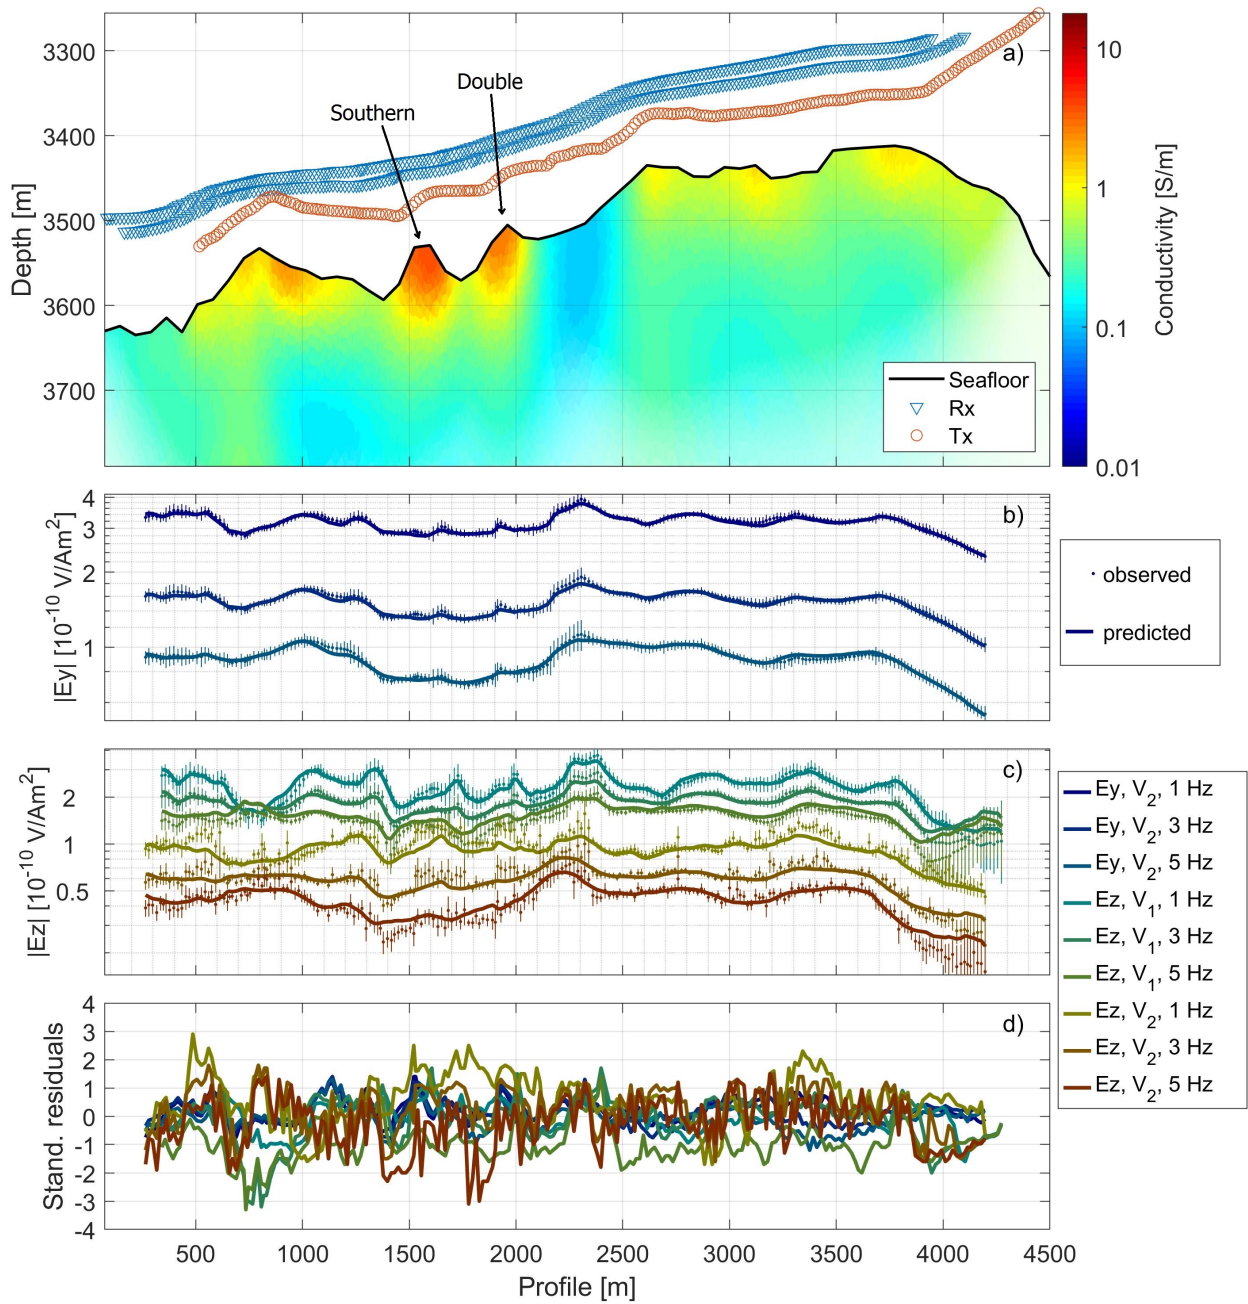 3300
3400
3500
3600
3700
Depth [m]
a)
Double
Southern
Seafloor
Rx
Tx
10
1
0.1
0.01
Conductivity [S/m]
4
3
2
1
|Ey| [10-10 V/Am2]
b)
observed
predicted
2
1
0.5
|Ez| [10-10 V/Am2]
c)
Ey, V2, 1 Hz
Ey, V2, 3 Hz
Ey, V2, 5 Hz
Ez, V1, 1 Hz
Ez, V1, 3 Hz
Ez, V1, 5 Hz
Ez, V2, 1 Hz
Ez, V2, 3 Hz
Ez, V2, 5 Hz
4
3
2
1
0
-1
-2
-3
-4
Stand. residuals
d)
500 1000 1500 2000 2500 3000 3500 4000 4500
Profile [m]